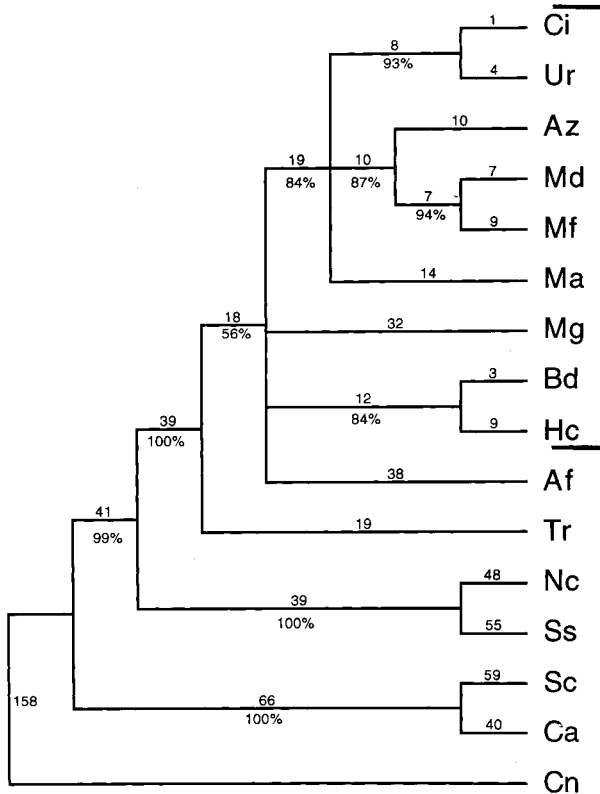 1 Ci
8
93%
4 Ur
10 Az
19 10 7 Md
84% 87% 7
94%
9 Mf
14 Ma
18 32 Mg
56%
3 Bd
12
84%
39 9 Hc
100%
38 Af
41 19 Tr
99%
48 Nc
39
100%
55 Ss
59 Sc
158 66
100%
40 Ca
Cn